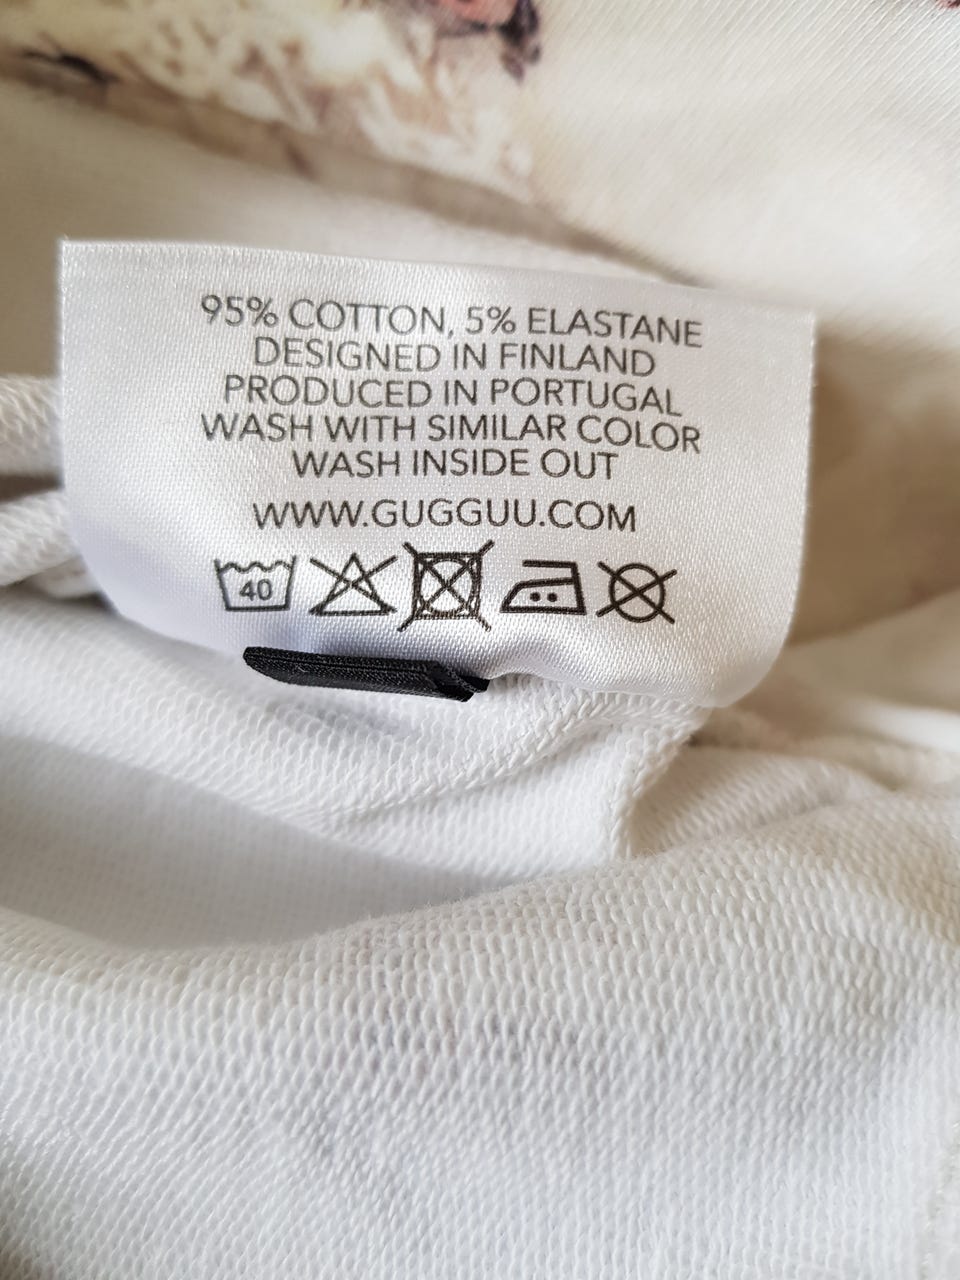 95% COTTON, 5% ELASTANE
DESIGNED IN FINLAND
PRODUCED IN PORTUGAL
WASH WITH SIMILAR COLOR
WASH INSIDE OUT
WWW.GUGGUU.COM
40